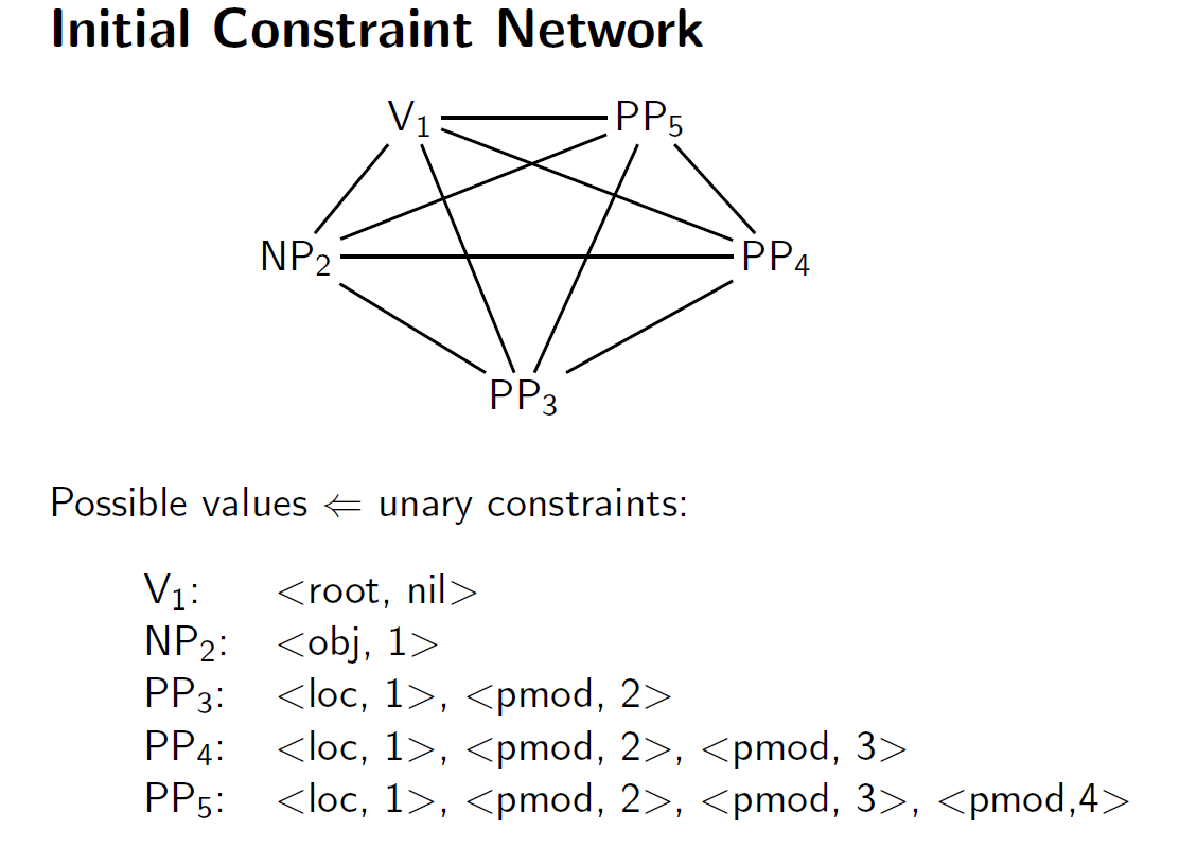 Initial Constraint Network
V₁ PP₅
NP₂ PP₄
PP₃
Possible values ⇐ unary constraints:
V₁: <root, nil>
NP₂: <obj, 1>
PP₃: <loc, 1>, <pmod, 2>
PP₄: <loc, 1>, <pmod, 2>, <pmod, 3>
PP₅: <loc, 1>, <pmod, 2>, <pmod, 3>, <pmod,4>